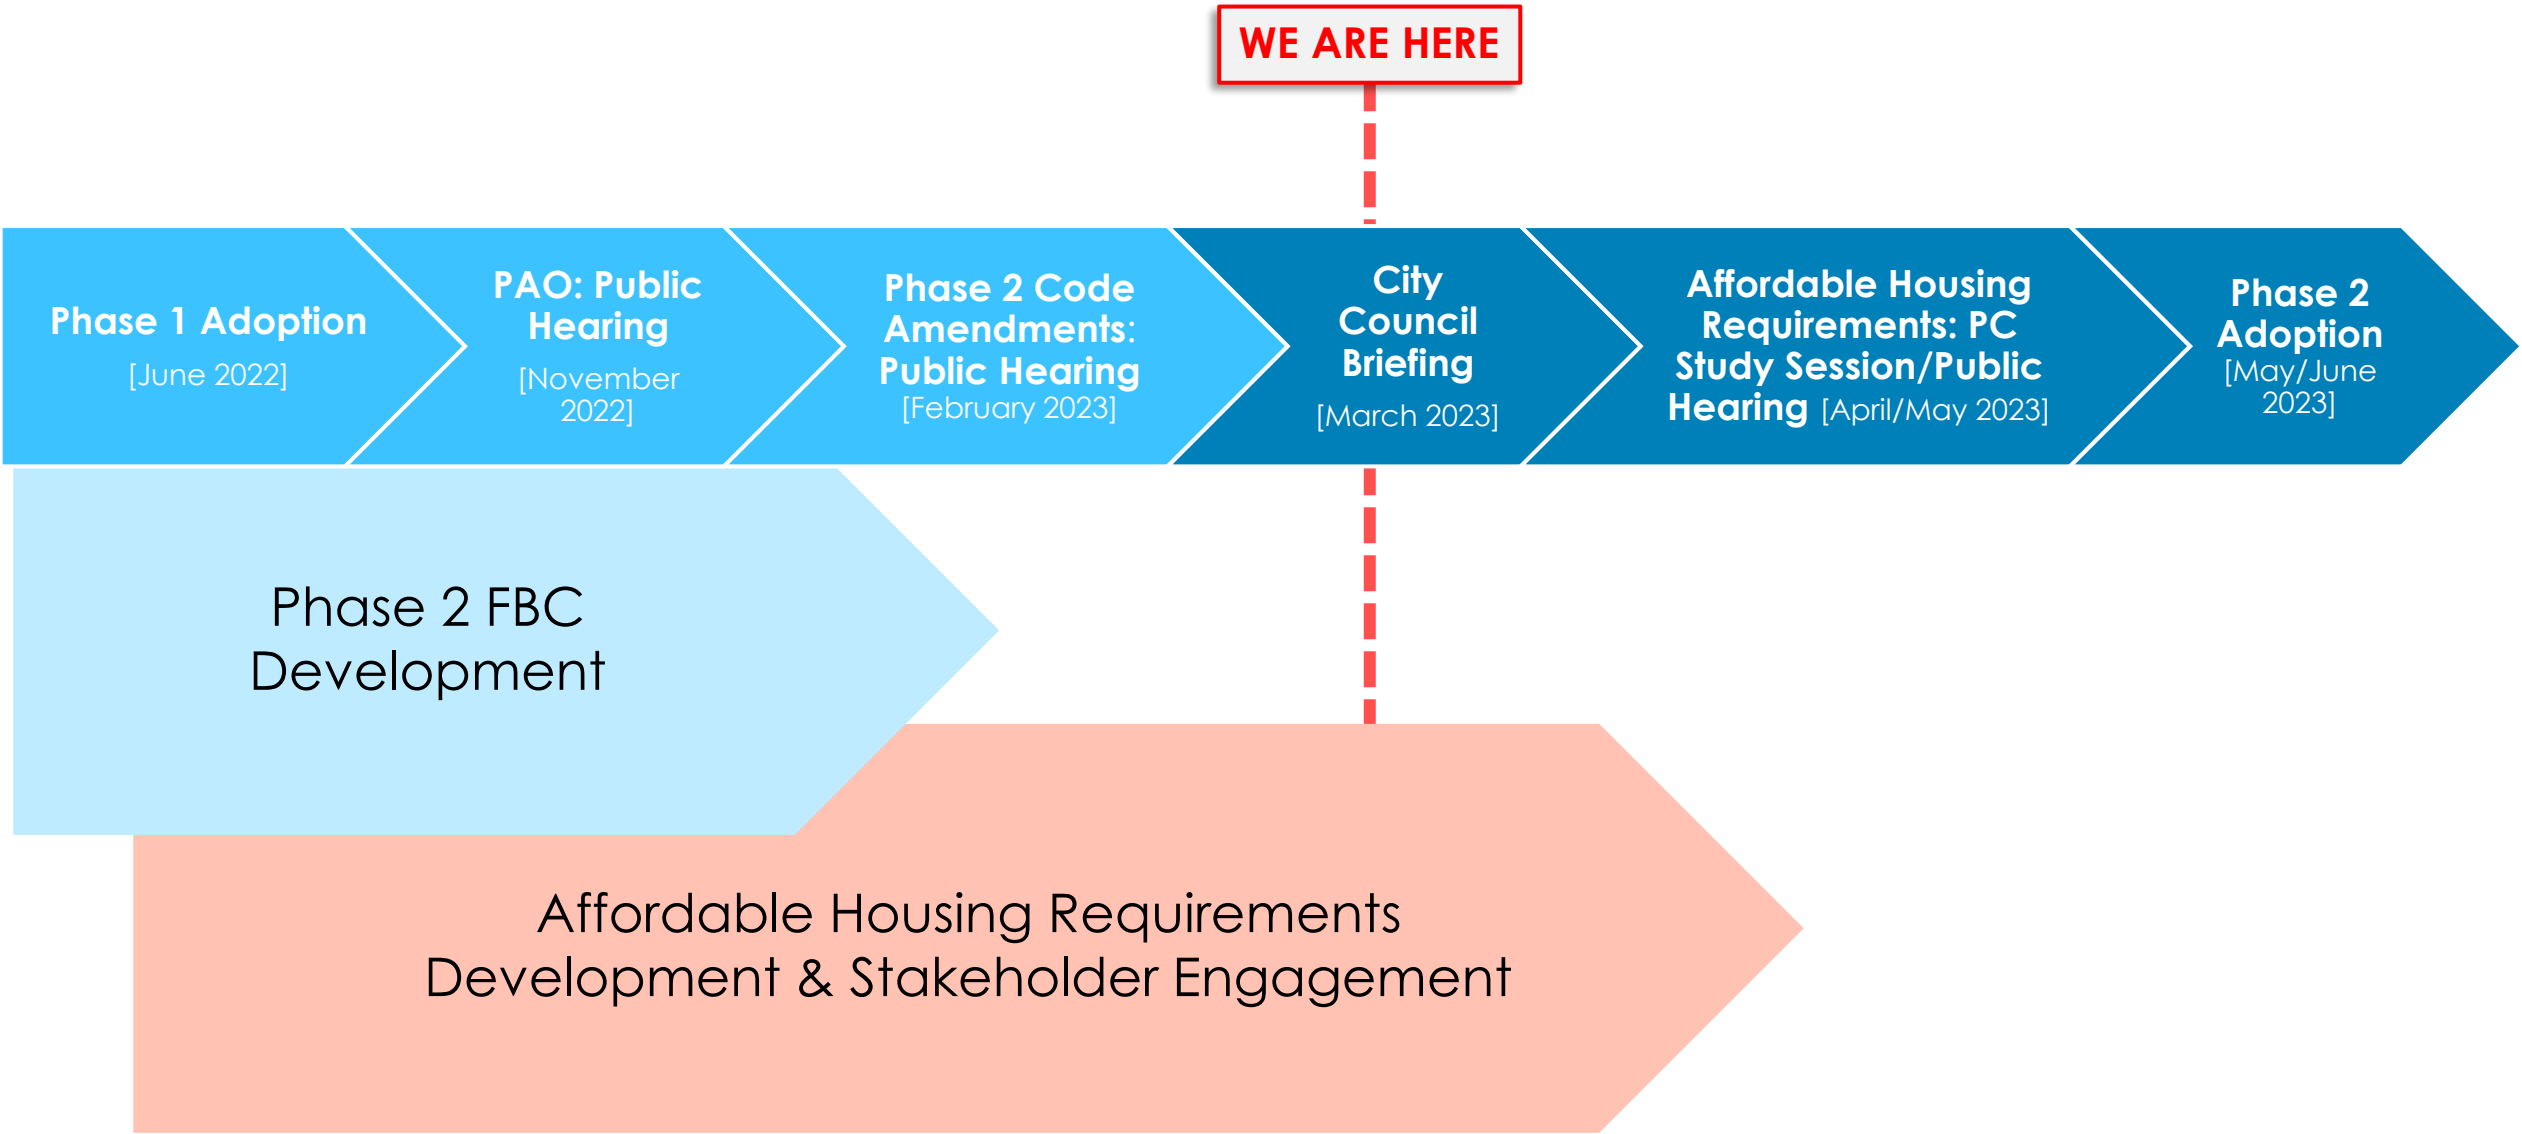 WE ARE HERE
Phase 1 Adoption
[June 2022]
PAO: Public
Hearing
[November
2022]
Phase 2 Code
Amendments:
Public Hearing
[February 2023]
City
Council
Briefing
[March 2023]
Affordable Housing
Requirements: PC
Study Session/Public
Hearing [April/May 2023]
Phase 2
Adoption
[May/June
2023]
Phase 2 FBC
Development
Affordable Housing Requirements
Development & Stakeholder Engagement